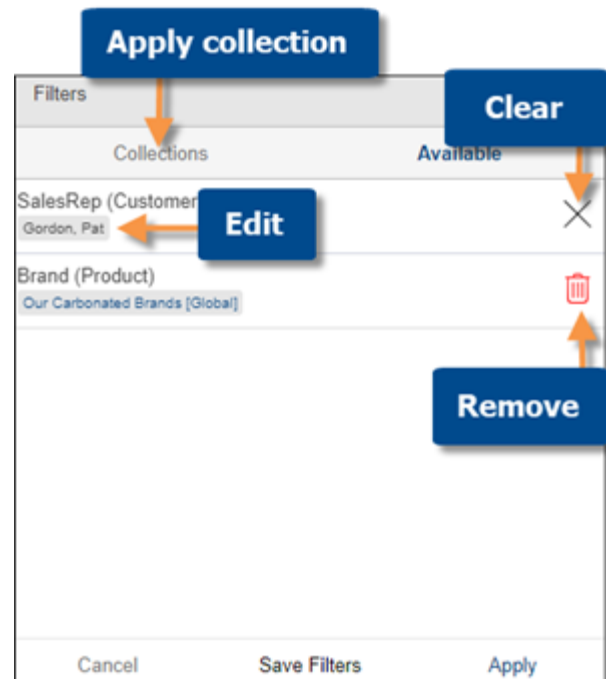 Apply collection
Filters
Clear
Collections
Available
SalesRep (Customer
Gordon, Pat
Edit
Brand (Product)
Our Carbonated Brands [Global]
Remove
Cancel
Save Filters
Apply